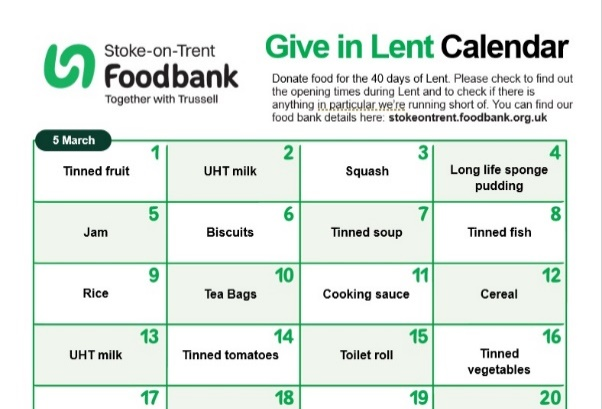 Stoke-on-Trent
Foodbank
Together with Trussell
Give in Lent Calendar
Donate food for the 40 days of Lent. Please check to find out
the opening times during Lent and to check if there is
anything in particular we're running short of. You can find our
food bank details here: stokeontrent.foodbank.org.uk
5 March
1
Tinned fruit
2
UHT milk
3
Squash
4
Long life sponge
pudding
5
Jam
6
Biscuits
7
Tinned soup
8
Tinned fish
9
Rice
10
Tea Bags
11
Cooking sauce
12
Cereal
13
UHT milk
14
Tinned tomatoes
15
Toilet roll
16
Tinned
vegetables
17
18
19
20